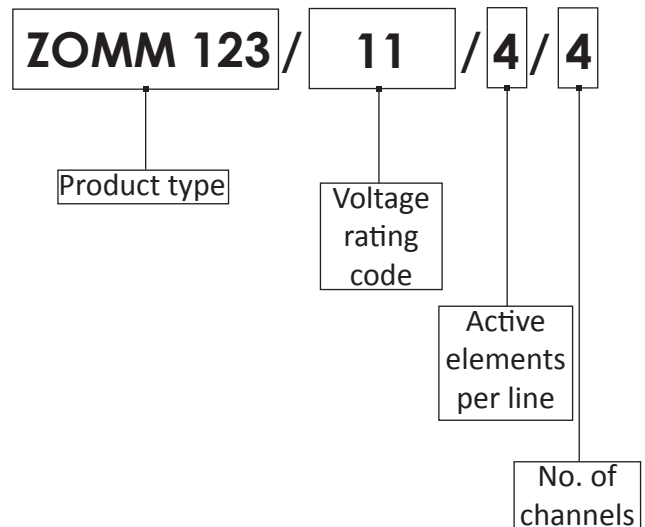 ZOMM 123/ 11 /4/ 4
Product type
Voltage
rating
code
Active
elements
per line
No. of
channels